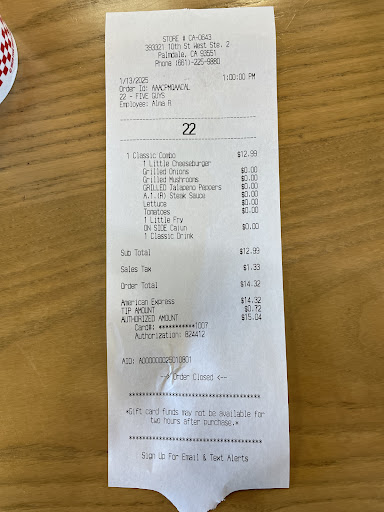 STORE # CA-0643
393021 10th St West Ste. 2
Palmdale, CA 93551
Phone (661)-225-9880
1/13/2025 1:00:00 PM
Order Id: AAACFMQAACAL
22 - FIVE GUYS
Employee: Alma R
22
1 Classic Combo $12.99
1 Little Cheeseburger
Grilled Onions $0.00
Grilled Mushrooms $0.00
GRILLED Jalapeno Peppers $0.00
A.1.(R) Steak Sauce $0.00
Lettuce $0.00
Tomatoes $0.00
1 Little Fry
ON SIDE Cajun $0.00
1 Classic Drink
Sub Total $12.99
Sales Tax $1.33
Order Total $14.32
American Express $14.32
TIP AMOUNT $0.72
AUTHORIZED AMOUNT $15.04
Card#: ***********1007
Authorization: 824412
AID: A000000025010801
--> Order Closed <--
************************************
*Gift card funds may not be available for
two hours after purchase.*
************************************
Sign Up For Email & Text Alerts